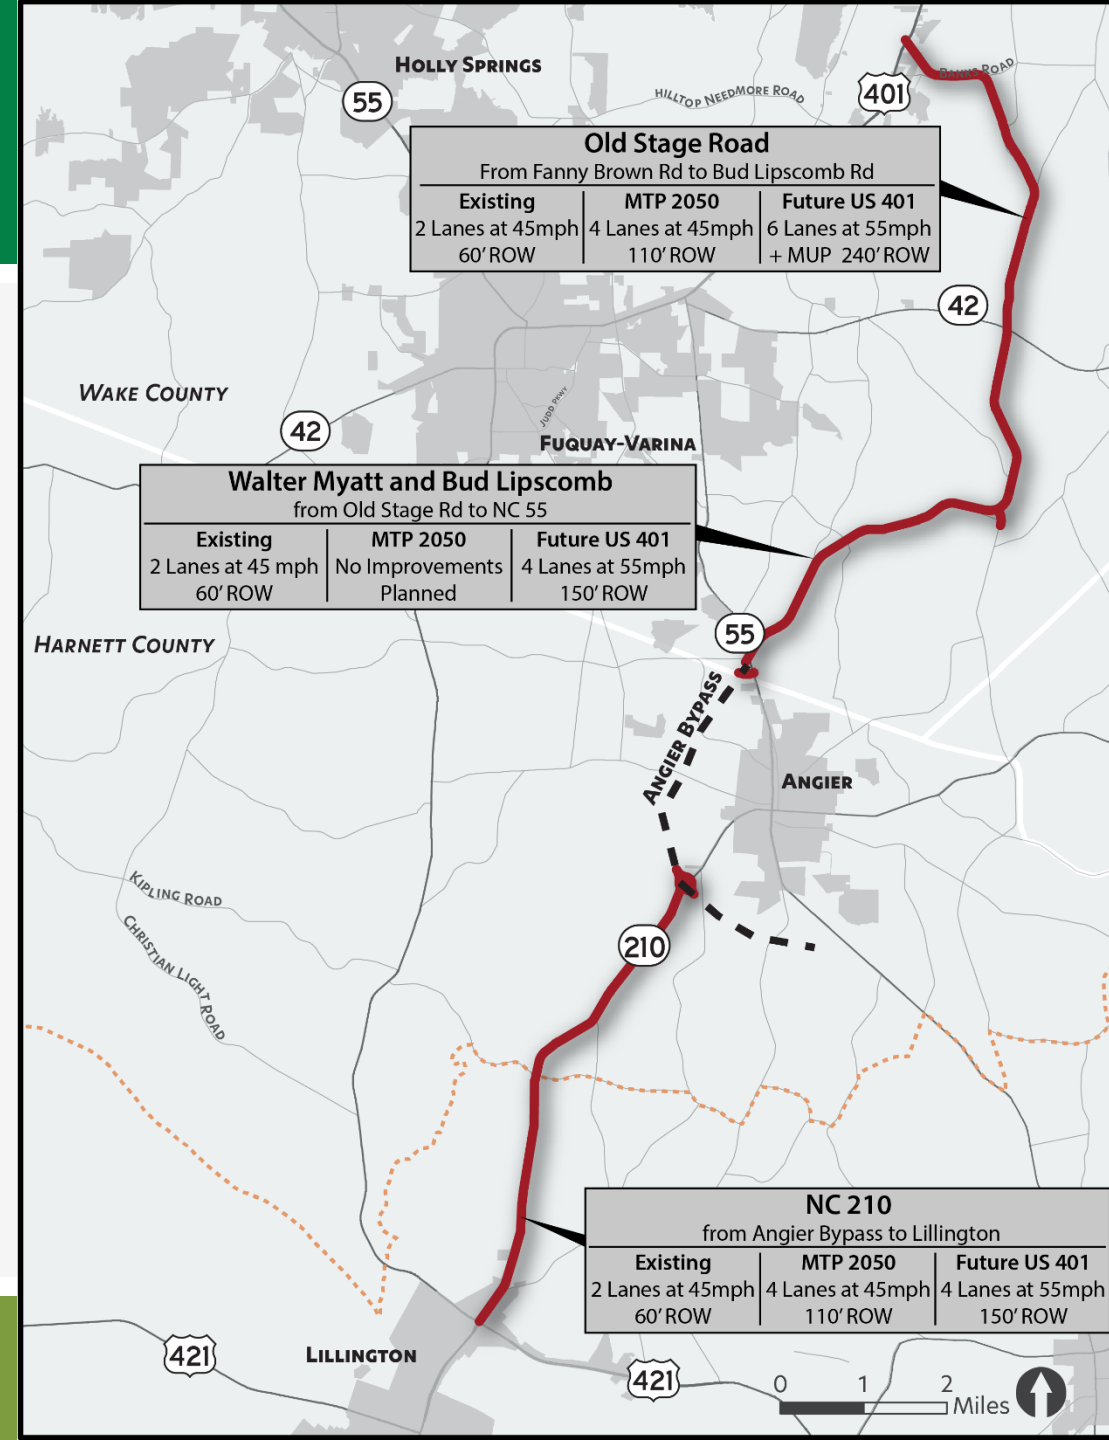 HOLLY SPRINGS
55
401
BANKS ROAD
HILLTOP NEEDMORE ROAD
Old Stage Road
From Fanny Brown Rd to Bud Lipscomb Rd
Existing MTP 2050 Future US 401
2 Lanes at 45mph 4 Lanes at 45mph 6 Lanes at 55mph
60' ROW 110' ROW + MUP 240' ROW
42
WAKE COUNTY
JUDD PKWY
42
FUQUAY-VARINA
Walter Myatt and Bud Lipscomb
from Old Stage Rd to NC 55
Existing MTP 2050 Future US 401
2 Lanes at 45 mph No Improvements 4 Lanes at 55mph
60' ROW Planned 150' ROW
HARNETT COUNTY
55
ANGIER BYPASS
ANGIER
KIPLING ROAD
CHRISTIAN LIGHT ROAD
210
NC 210
from Angier Bypass to Lillington
Existing MTP 2050 Future US 401
2 Lanes at 45mph 4 Lanes at 45mph 4 Lanes at 55mph
60' ROW 110' ROW 150' ROW
421
LILLINGTON
421
0 1 2
Miles